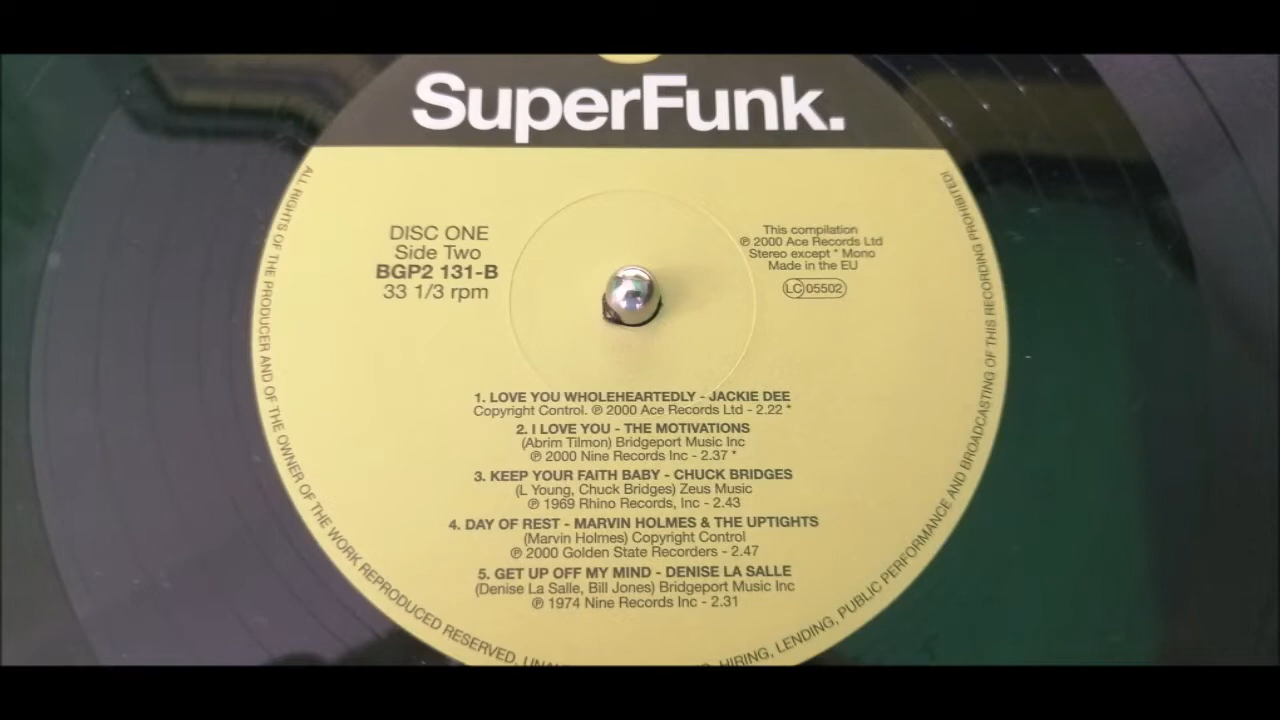 SuperFunk.
DISC ONE
Side Two
BGP2 131-B
33 1/3 rpm
This compilation
℗ 2000 Ace Records Ltd
Stereo except * Mono
Made in the EU
LC 05502
1. LOVE YOU WHOLEHEARTEDLY - JACKIE DEE
Copyright Control. ℗ 2000 Ace Records Ltd - 2.22 *
2. I LOVE YOU - THE MOTIVATIONS
(Abrim Tilmon) Bridgeport Music Inc
℗ 2000 Nine Records Inc - 2.37 *
3. KEEP YOUR FAITH BABY - CHUCK BRIDGES
(L Young, Chuck Bridges) Zeus Music
℗ 1969 Rhino Records, Inc - 2.43
4. DAY OF REST - MARVIN HOLMES & THE UPTIGHTS
(Marvin Holmes) Copyright Control
℗ 2000 Golden State Recorders - 2.47
5. GET UP OFF MY MIND - DENISE LA SALLE
(Denise La Salle, Bill Jones) Bridgeport Music Inc
℗ 1974 Nine Records Inc - 2.31
ALL RIGHTS OF THE PRODUCER AND OF THE OWNER OF THE WORK REPRODUCED RESERVED. HIRING, LENDING, PUBLIC PERFORMANCE AND BROADCASTING OF THIS RECORDING PROHIBITED!